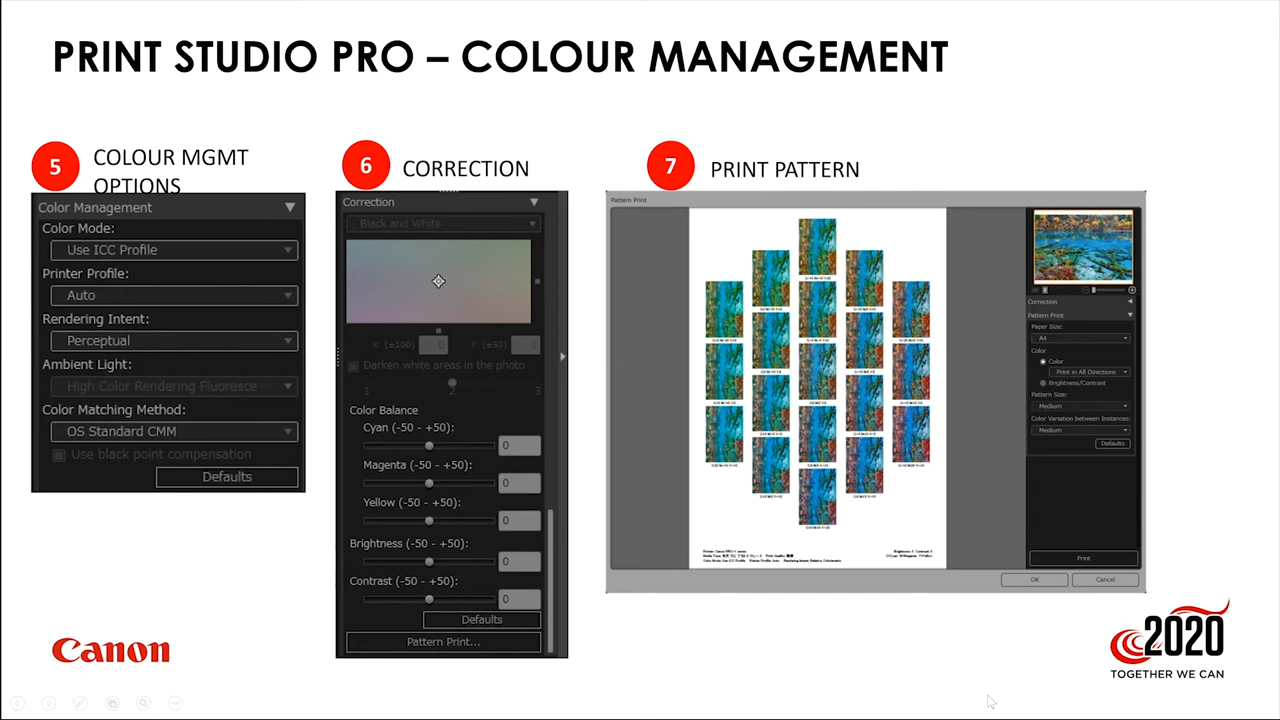 PRINT STUDIO PRO – COLOUR MANAGEMENT
5
COLOUR MGMT
OPTIONS
Color Management
Color Mode:
Use ICC Profile
Printer Profile:
Auto
Rendering Intent:
Perceptual
Ambient Light:
High Color Rendering Fluoresce
Color Matching Method:
OS Standard CMM
Use black point compensation
Defaults
6
CORRECTION
Correction
Black and White
X: (±100) 0 Y: (±50) 0
Darken white areas in the photo
1 2 3
Color Balance
Cyan (-50 - +50):
0
Magenta (-50 - +50):
0
Yellow (-50 - +50):
0
Brightness (-50 - +50):
0
Contrast (-50 - +50):
0
Defaults
Pattern Print...
7
PRINT PATTERN
Pattern Print
Correction
Pattern Print
Paper Size:
A4
Color
Color
Print in All Directions
Brightness/Contrast
Pattern Size:
Medium
Color Variation between Instances:
Medium
Defaults
Print
OK
Cancel
Canon
2020
TOGETHER WE CAN